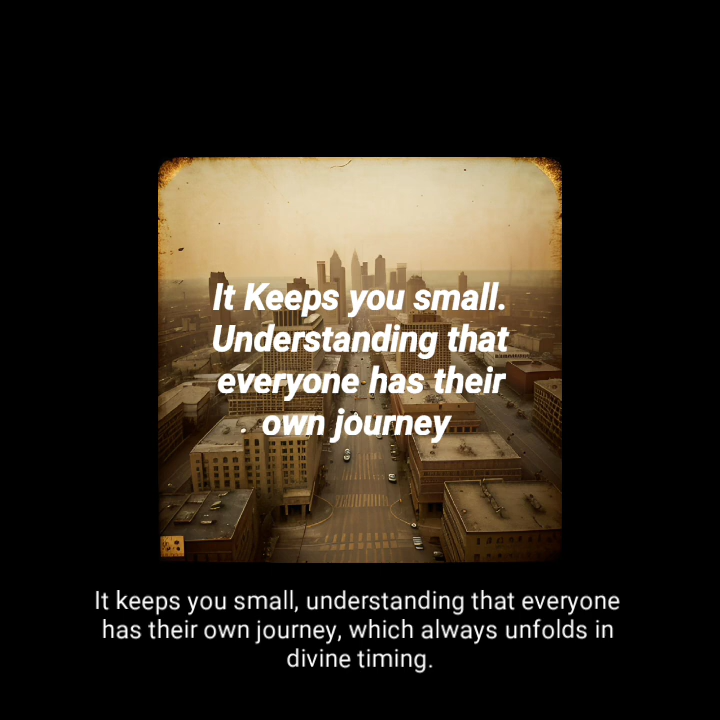 It Keeps you small.
Understanding that
everyone has their
own journey
It keeps you small, understanding that everyone
has their own journey, which always unfolds in
divine timing.